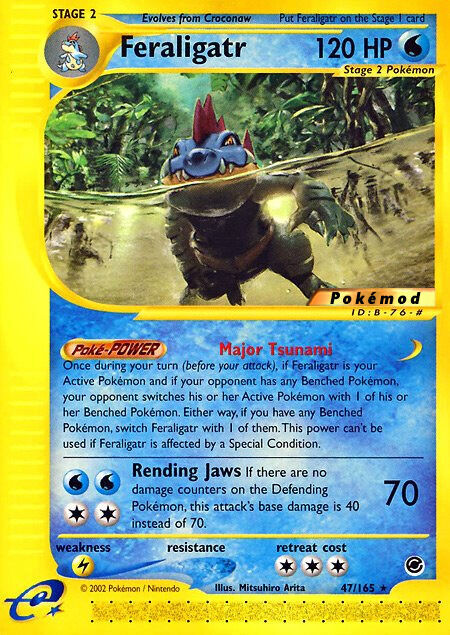 STAGE 2
Evolves from Croconaw
Put Feraligatr on the Stage 1 card
Feraligatr 120 HP
Stage 2 Pokémon
Pokémod
ID:B-76-#
Poké-POWER Major Tsunami
Once during your turn (before your attack), if Feraligatr is your
Active Pokémon and if your opponent has any Benched Pokémon,
your opponent switches his or her Active Pokémon with 1 of his or
her Benched Pokémon. Either way, if you have any Benched
Pokémon, switch Feraligatr with 1 of them. This power can't be
used if Feraligatr is affected by a Special Condition.
Rending Jaws If there are no
damage counters on the Defending
Pokémon, this attack's base damage is 40
instead of 70.
70
weakness resistance retreat cost
© 2002 Pokémon / Nintendo Illus. Mitsuhiro Arita 47/165 ★
e